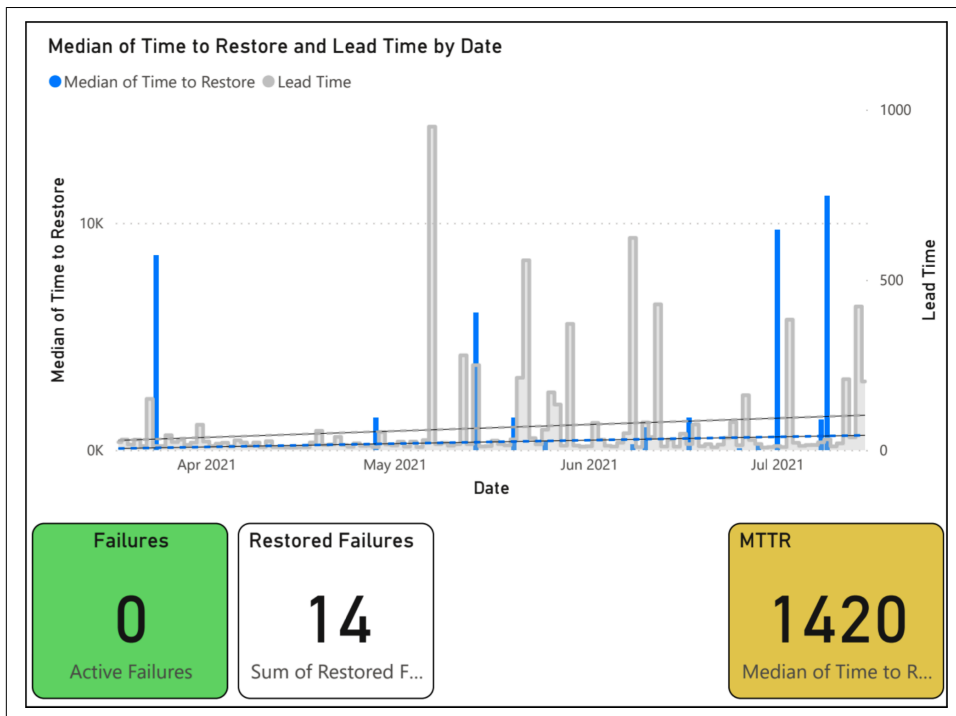 Median of Time to Restore and Lead Time by Date
Median of Time to Restore Lead Time
1000
10K
500
0K
0
Median of Time to Restore
Lead Time
Apr 2021 May 2021 Jun 2021 Jul 2021
Date
Failures
0
Active Failures
Restored Failures
14
Sum of Restored F...
MTTR
1420
Median of Time to R...